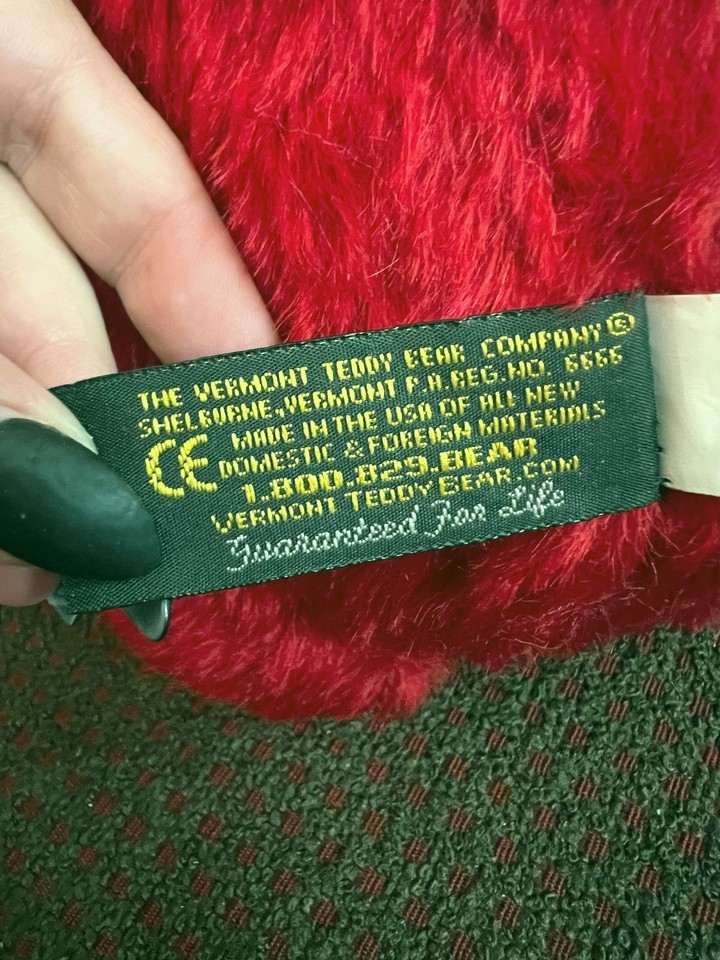 THE VERMONT TEDDY BEAR COMPANY®
SHELBURNE, VERMONT P.A. REG. NO. 6666
MADE IN THE USA OF ALL NEW
CE DOMESTIC & FOREIGN MATERIALS
1.800.829.BEAR
VERMONT TEDDY BEAR.COM
Guaranteed For Life